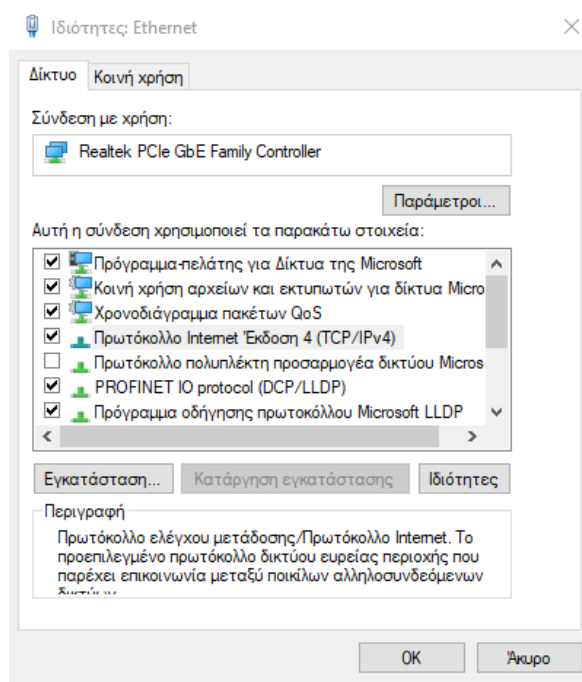 Ιδιότητες: Ethernet
Δίκτυο Κοινή χρήση
Σύνδεση με χρήση:
Realtek PCIe GbE Family Controller
Παράμετροι...
Αυτή η σύνδεση χρησιμοποιεί τα παρακάτω στοιχεία:
Πρόγραμμα-πελάτης για Δίκτυα της Microsoft
Κοινή χρήση αρχείων και εκτυπωτών για δίκτυα Micro
Χρονοδιάγραμμα πακέτων QoS
Πρωτόκολλο Internet Έκδοση 4 (TCP/IPv4)
Πρωτόκολλο πολυπλέκτη προσαρμογέα δικτύου Micros
PROFINET IO protocol (DCP/LLDP)
Πρόγραμμα οδήγησης πρωτοκόλλου Microsoft LLDP
Εγκατάσταση... Κατάργηση εγκατάστασης Ιδιότητες
Περιγραφή
Πρωτόκολλο ελέγχου μετάδοσης/Πρωτόκολλο Internet. Το
προεπιλεγμένο πρωτόκολλο δικτύου ευρείας περιοχής που
παρέχει επικοινωνία μεταξύ ποικίλων αλληλοσυνδεόμενων
OK Άκυρο